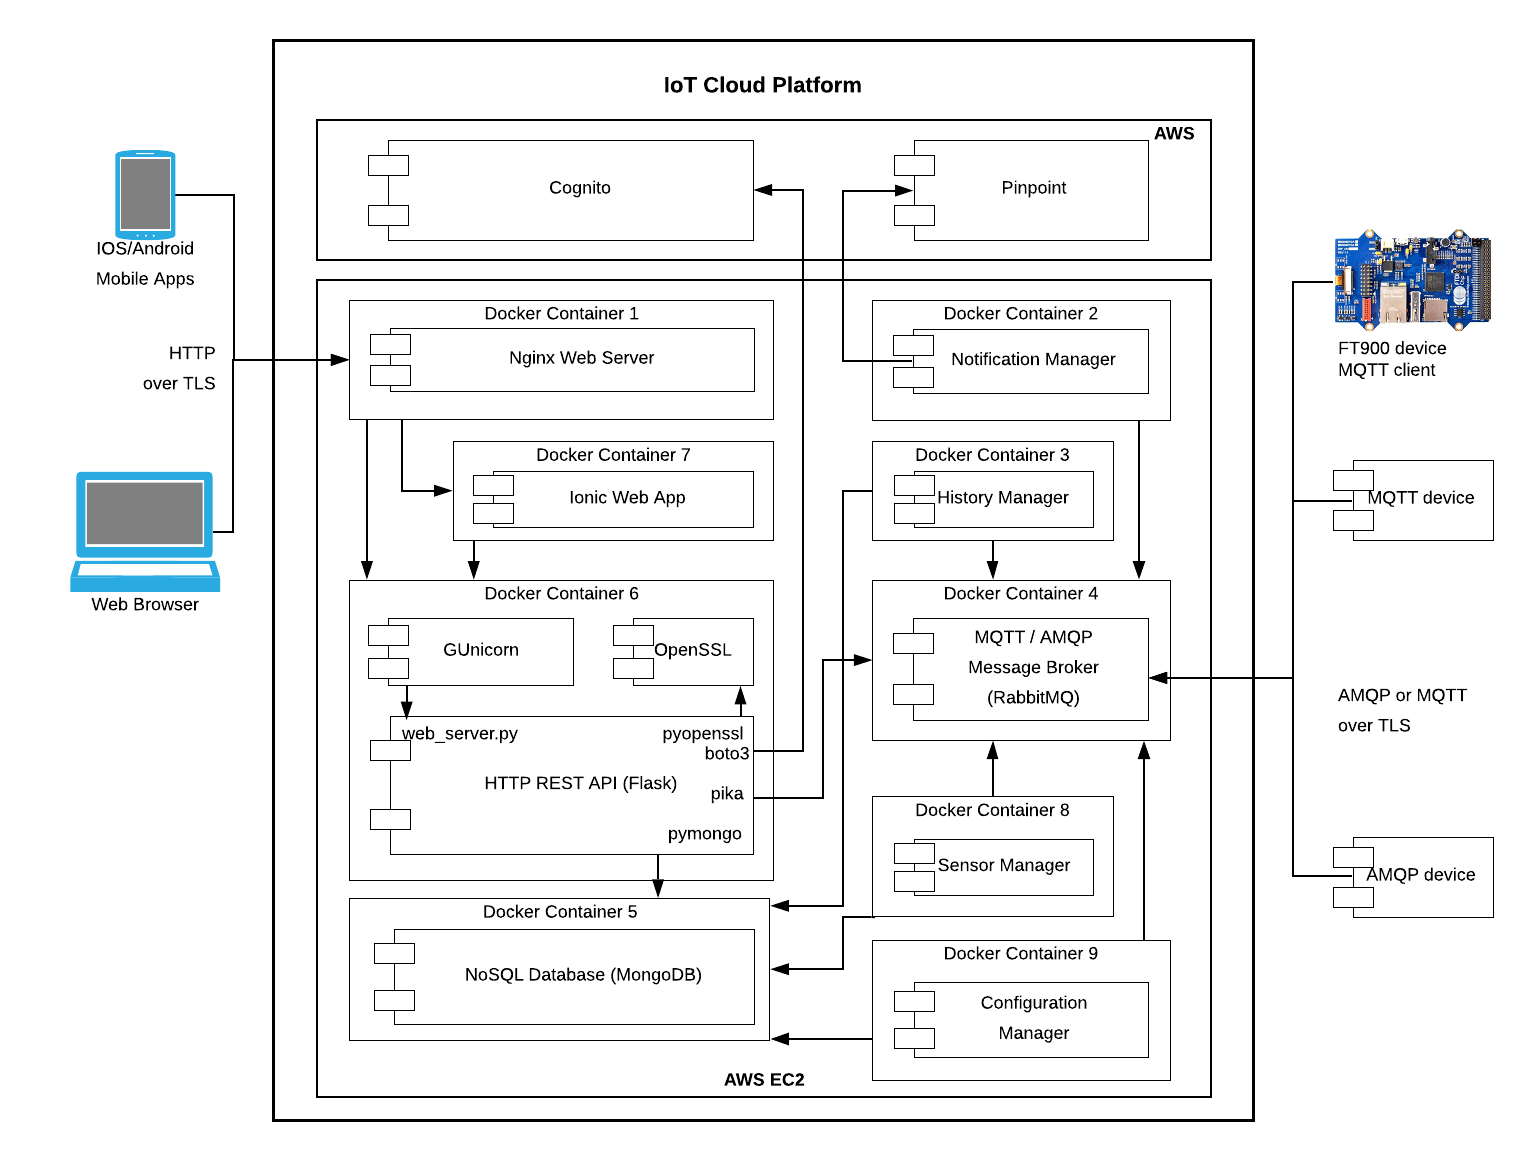 IoT Cloud Platform
AWS
Cognito
Pinpoint
IOS/Android
Mobile Apps
HTTP
over TLS
Web Browser
Docker Container 1
Nginx Web Server
Docker Container 2
Notification Manager
Docker Container 7
Ionic Web App
Docker Container 3
History Manager
Docker Container 6
GUnicorn
OpenSSL
web_server.py
pyopenssl
boto3
HTTP REST API (Flask)
pika
pymongo
Docker Container 4
MQTT / AMQP
Message Broker
(RabbitMQ)
Docker Container 8
Sensor Manager
Docker Container 5
NoSQL Database (MongoDB)
Docker Container 9
Configuration
Manager
AWS EC2
FT900 device
MQTT client
MQTT device
AMQP or MQTT
over TLS
AMQP device